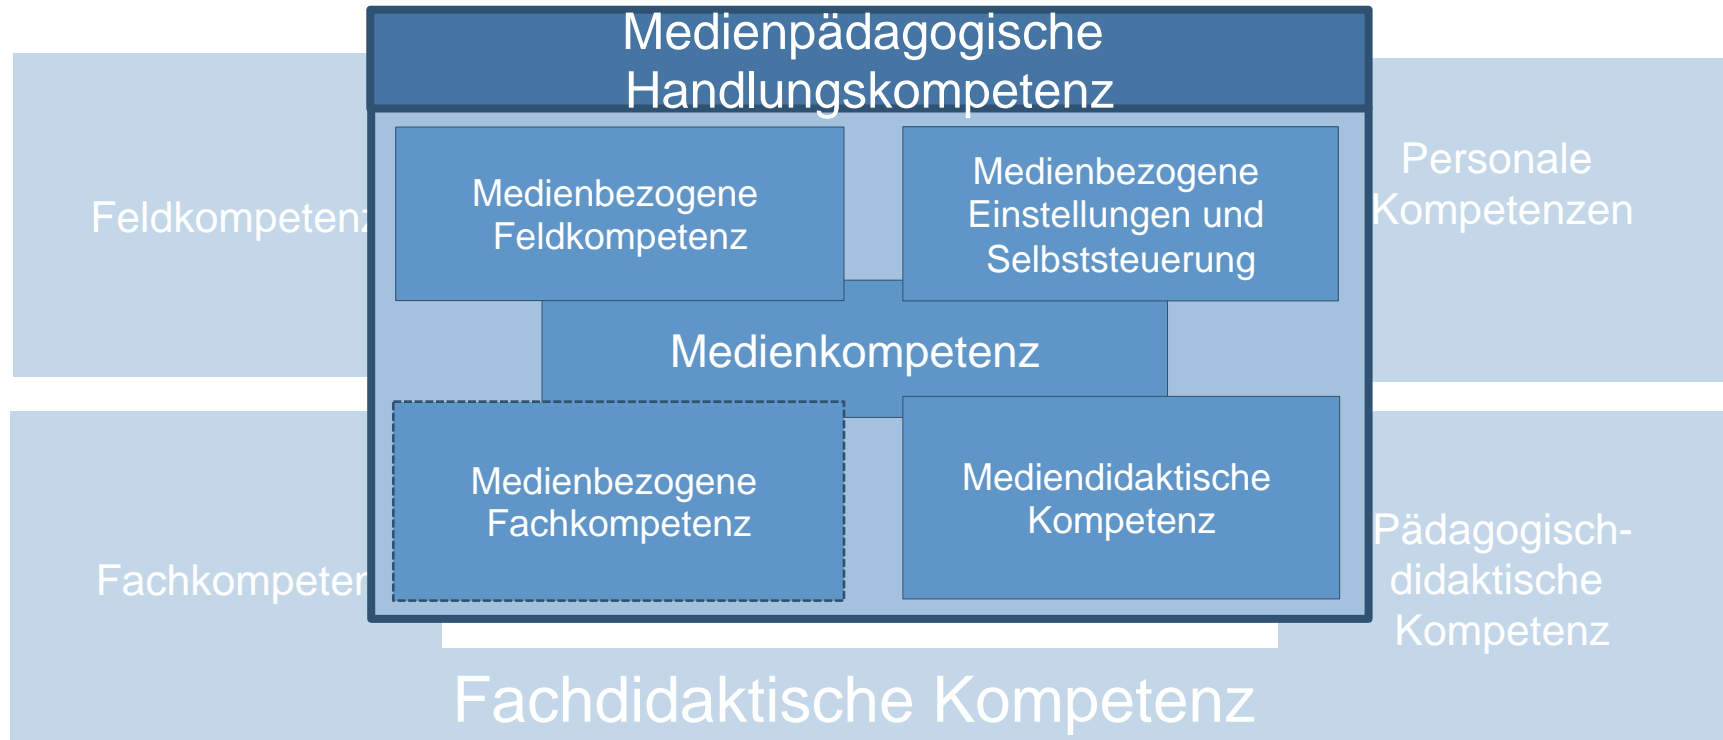 Medienpädagogische
Handlungskompetenz
Feldkompetenz
Medienbezogene
Feldkompetenz
Medienbezogene
Einstellungen und
Selbststeuerung
Personale
Kompetenzen
Medienkompetenz
Fachkompeten
Medienbezogene
Fachkompetenz
Mediendidaktische
Kompetenz
Pädagogisch-
didaktische
Kompetenz
Fachdidaktische Kompetenz